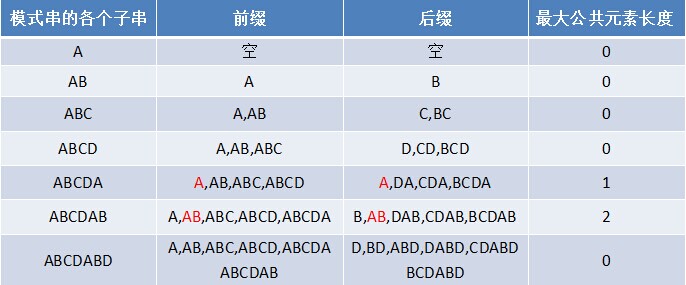 模式串的各个子串 前缀 后缀 最大公共元素长度
A 空 空 0
AB A B 0
ABC A,AB C,BC 0
ABCD A,AB,ABC D,CD,BCD 0
ABCDA A,AB,ABC,ABCD A,DA,CDA,BCDA 1
ABCDAB A,AB,ABC,ABCD,ABCDA B,AB,DAB,CDAB,BCDAB 2
ABCDABD A,AB,ABC,ABCD,ABCDA D,BD,ABD,DABD,CDABD 0
ABCDAB BCDABD